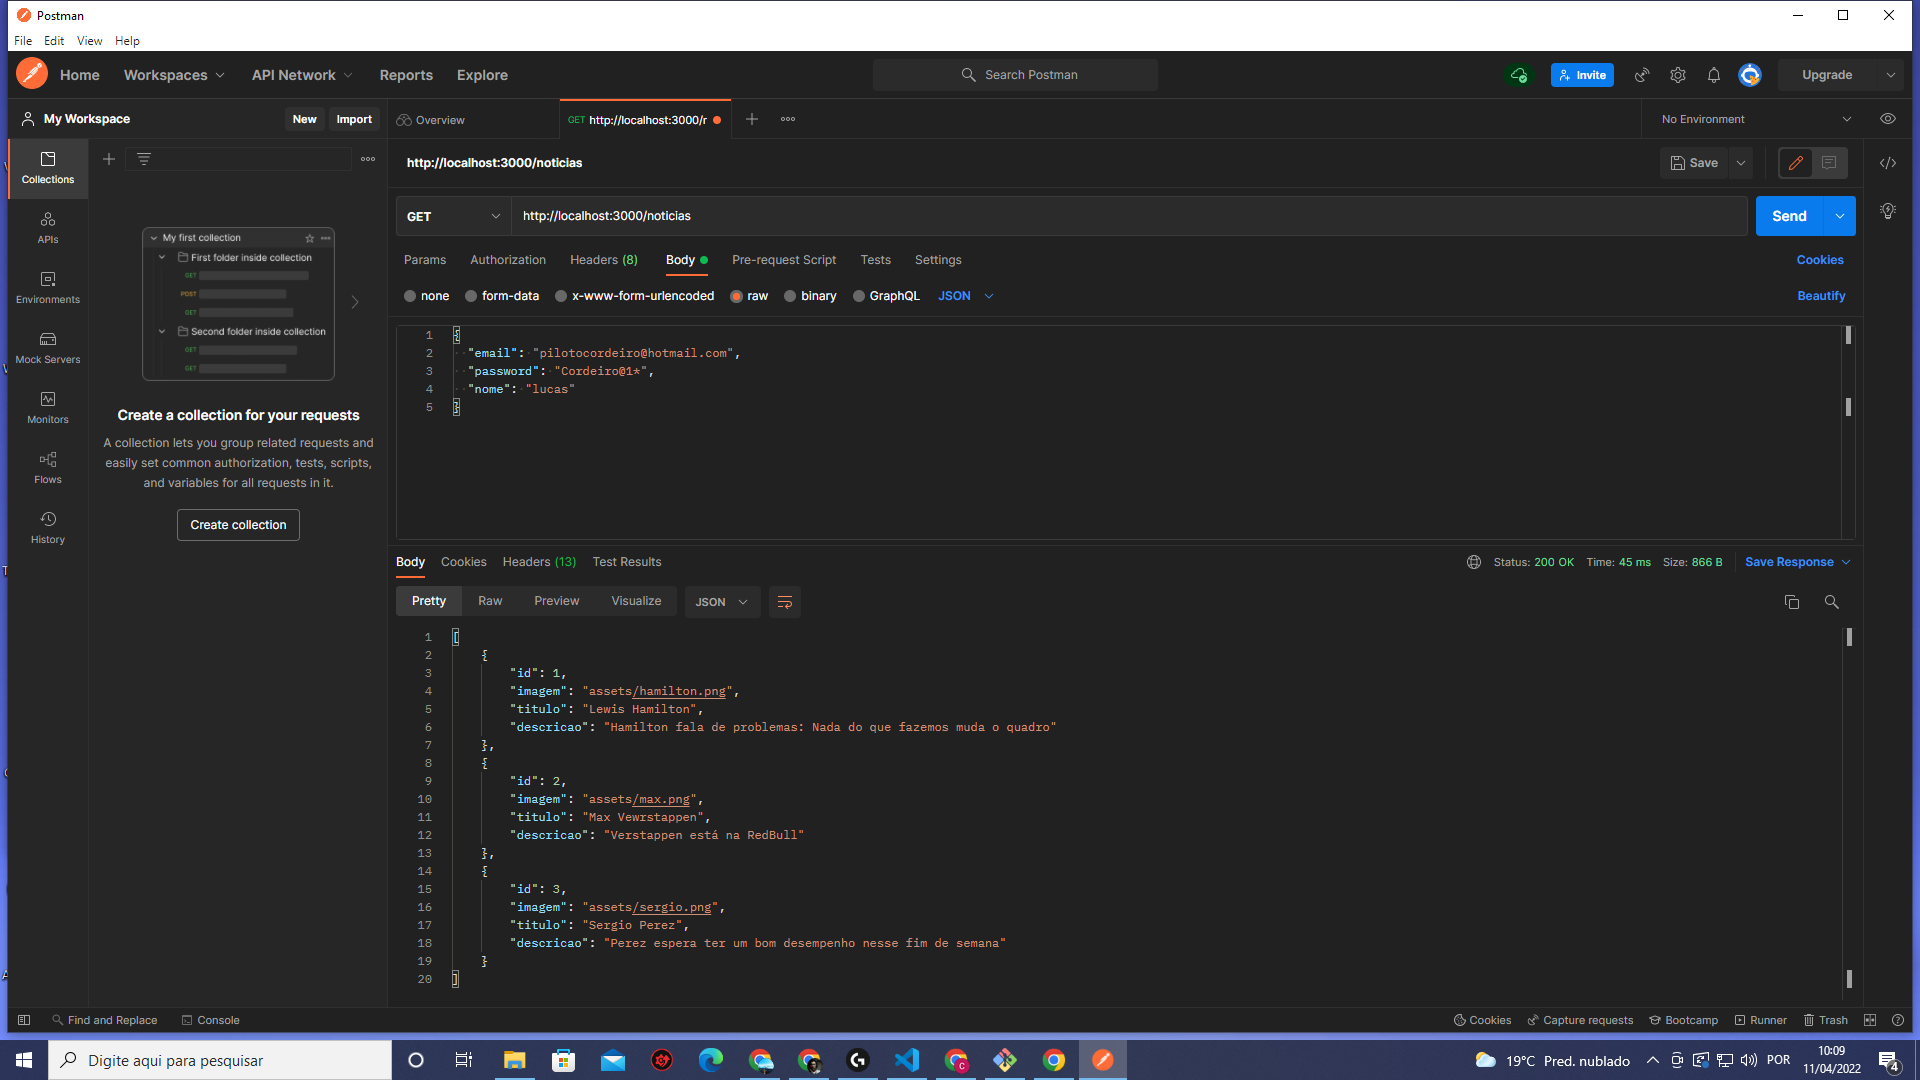 Postman
File Edit View Help
Home Workspaces API Network Reports Explore Search Postman Invite Upgrade
My Workspace New Import Overview GET http://localhost:3000/r No Environment
http://localhost:3000/noticias Save
Collections
GET http://localhost:3000/noticias Send
APIs
Params Authorization Headers (8) Body Pre-request Script Tests Settings Cookies
none form-data x-www-form-urlencoded raw binary GraphQL JSON Beautify
Environments
Mock Servers
Monitors
Flows
History
My first collection
First folder inside collection
GET
POST
GET
Second folder inside collection
GET
GET
Create a collection for your requests
A collection lets you group related requests and
easily set common authorization, tests, scripts,
and variables for all requests in it.
Create collection
1 {
2 "email": "pilotocordeiro@hotmail.com",
3 "password": "Cordeiro@1*",
4 "nome": "lucas"
5 }
Body Cookies Headers (13) Test Results Status: 200 OK Time: 45 ms Size: 866 B Save Response
Pretty Raw Preview Visualize JSON
1 [
2 {
3 "id": 1,
4 "imagem": "assets/hamilton.png",
5 "titulo": "Lewis Hamilton",
6 "descricao": "Hamilton fala de problemas: Nada do que fazemos muda o quadro"
7 },
8 {
9 "id": 2,
10 "imagem": "assets/max.png",
11 "titulo": "Max Vewrstappen",
12 "descricao": "Verstappen está na RedBull"
13 },
14 {
15 "id": 3,
16 "imagem": "assets/sergio.png",
17 "titulo": "Sergio Perez",
18 "descricao": "Perez espera ter um bom desempenho nesse fim de semana"
19 }
20 ]
Find and Replace Console Cookies Capture requests Bootcamp Runner Trash
Digite aqui para pesquisar 19°C Pred. nublado POR 10:09
11/04/2022 4